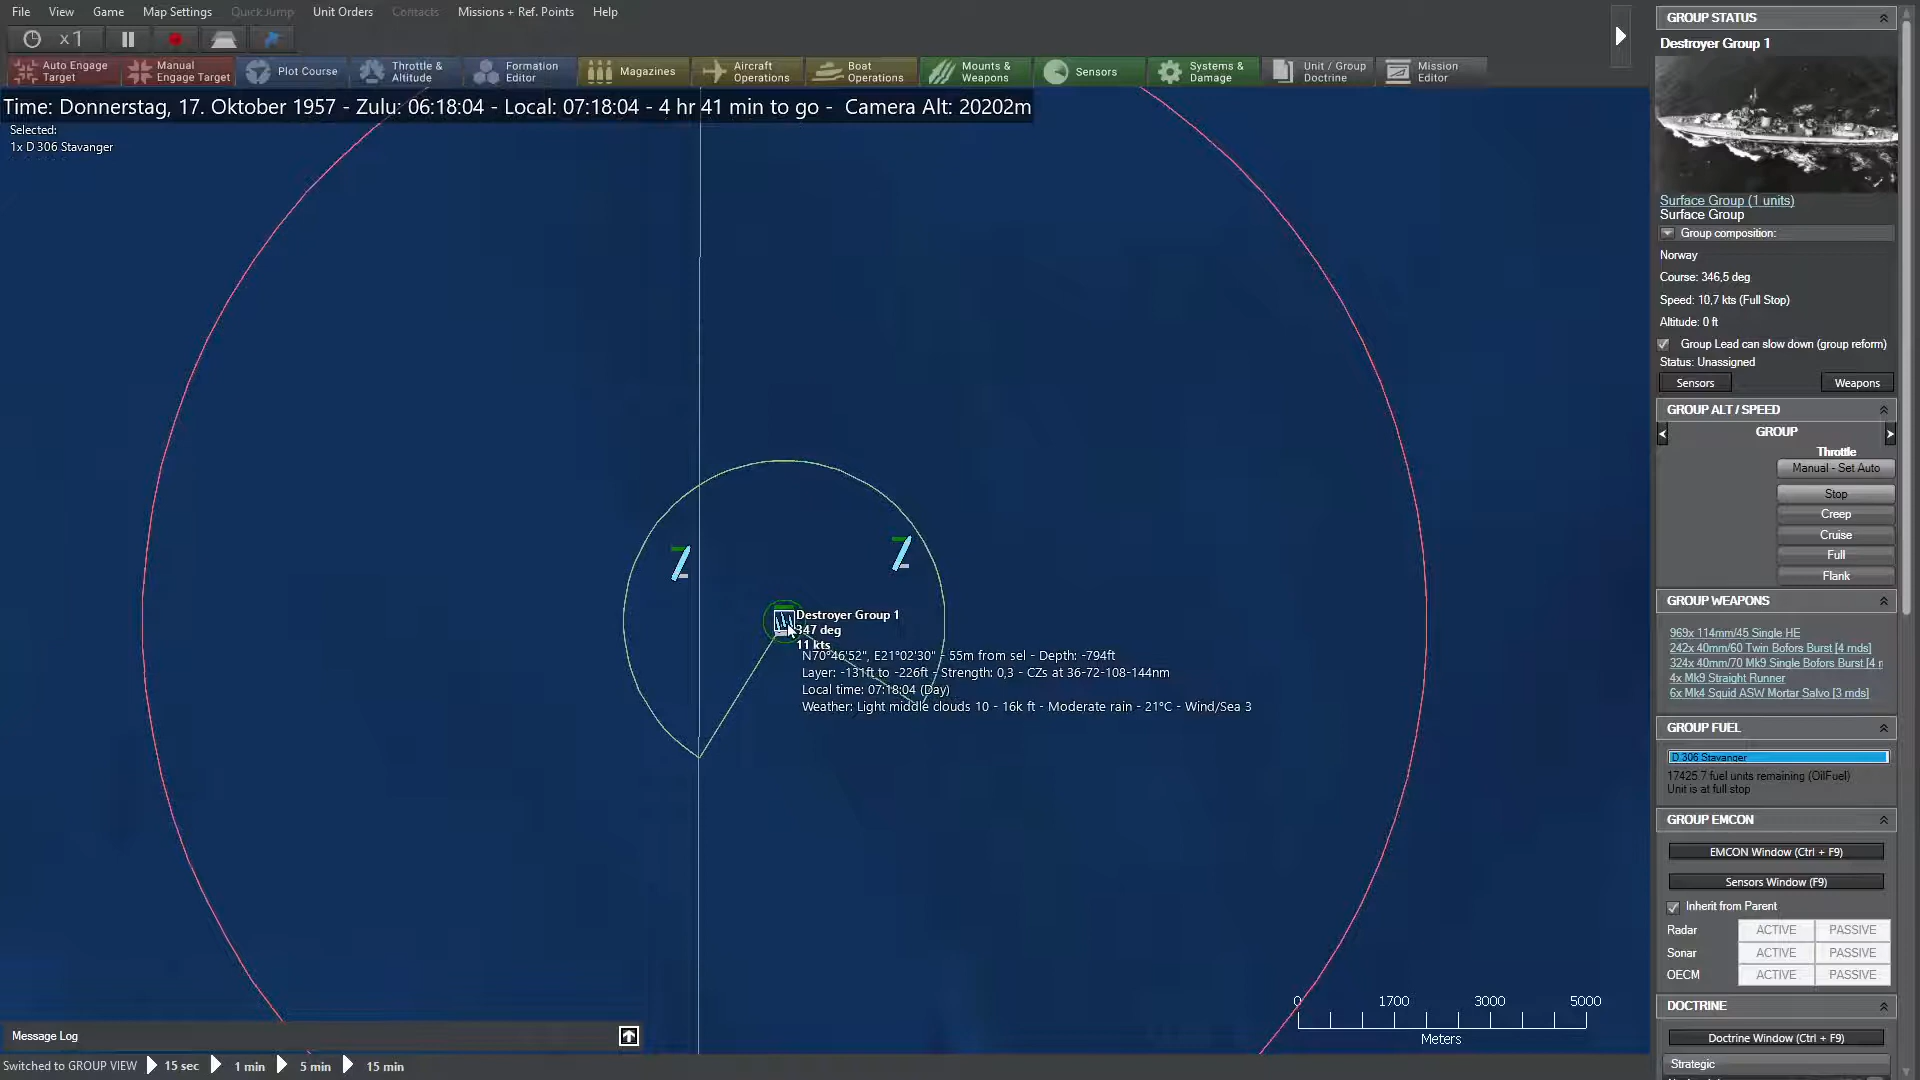 File View Game Map Settings Quick Jump Unit Orders Contacts Missions + Ref. Points Help
x1
Auto Engage Target
Manual Engage Target
Plot Course
Throttle & Altitude
Formation Editor
Magazines
Aircraft Operations
Boat Operations
Mounts & Weapons
Sensors
Systems & Damage
Unit / Group Doctrine
Mission Editor
Time: Donnerstag, 17. Oktober 1957 - Zulu: 06:18:04 - Local: 07:18:04 - 4 hr 41 min to go - Camera Alt: 20202m
Selected:
1x D 306 Stavanger
Destroyer Group 1
347 deg
11 kts
N70°46'52", E21°02'30" - 55m from sel - Depth: -794ft
Layer: -131ft to -226ft - Strength: 0,3 - CZs at 36-72-108-144nm
Local time: 07:18:04 (Day)
Weather: Light middle clouds 10 - 16k ft - Moderate rain - 21°C - Wind/Sea 3
0 1700 3000 5000
Meters
Message Log
Switched to GROUP VIEW 15 sec 1 min 5 min 15 min
GROUP STATUS
Destroyer Group 1
Surface Group (1 units)
Surface Group
Group composition:
Norway
Course: 346,5 deg
Speed: 10,7 kts (Full Stop)
Altitude: 0 ft
Group Lead can slow down (group reform)
Status: Unassigned
Sensors Weapons
GROUP ALT / SPEED
GROUP
Throttle
Manual - Set Auto
Stop
Creep
Cruise
Full
Flank
GROUP WEAPONS
969x 114mm/45 Single HE
242x 40mm/60 Twin Bofors Burst [4 rnds]
324x 40mm/70 Mk9 Single Bofors Burst [4 r
4x Mk9 Straight Runner
6x Mk4 Squid ASW Mortar Salvo [3 rnds]
GROUP FUEL
D 306 Stavanger
17425.7 fuel units remaining (OilFuel)
Unit is at full stop
GROUP EMCON
EMCON Window (Ctrl + F9)
Sensors Window (F9)
Inherit from Parent
Radar ACTIVE PASSIVE
Sonar ACTIVE PASSIVE
OECM ACTIVE PASSIVE
DOCTRINE
Doctrine Window (Ctrl + F9)
Strategic